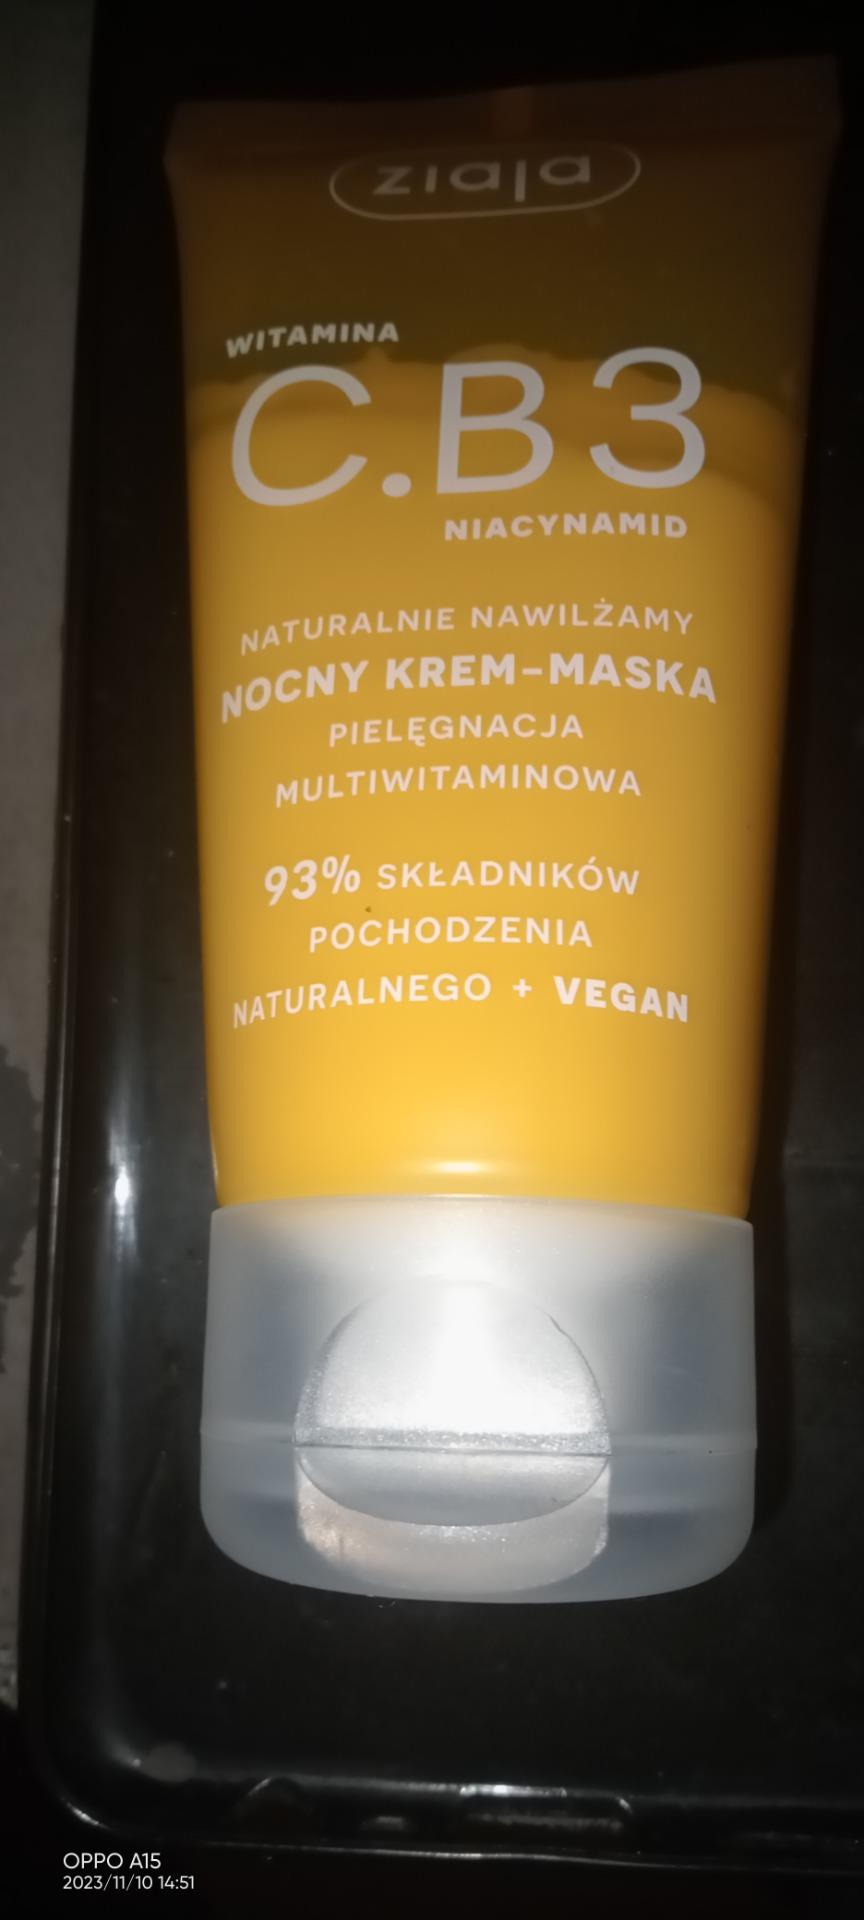 ziaja
WITAMINA
C.B3
NIACYNAMID
NATURALNIE NAWILŻAMY
NOCNY KREM-MASKA
PIELĘGNACJA
MULTIWITAMINOWA
93% SKŁADNIKÓW
POCHODZENIA
NATURALNEGO + VEGAN
OPPO A15
2023/11/10 14:51